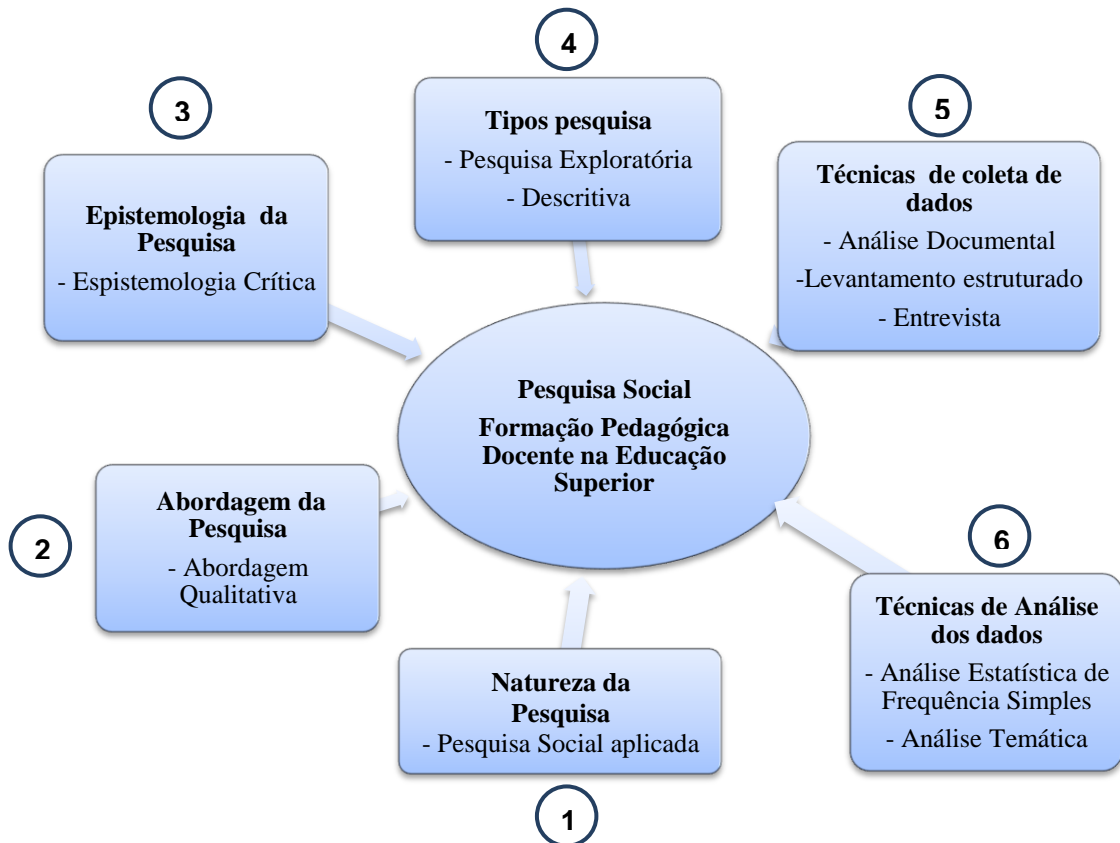 4
Tipos pesquisa
- Pesquisa Exploratória
- Descritiva
3
Epistemologia da
Pesquisa
- Espistemologia Crítica
5
Técnicas de coleta de
dados
- Análise Documental
-Levantamento estruturado
- Entrevista
Pesquisa Social
Formação Pedagógica
Docente na Educação
Superior
2
Abordagem da
Pesquisa
- Abordagem
Qualitativa
6
Técnicas de Análise
dos dados
- Análise Estatística de
Frequência Simples
- Análise Temática
Natureza da
Pesquisa
- Pesquisa Social aplicada
1